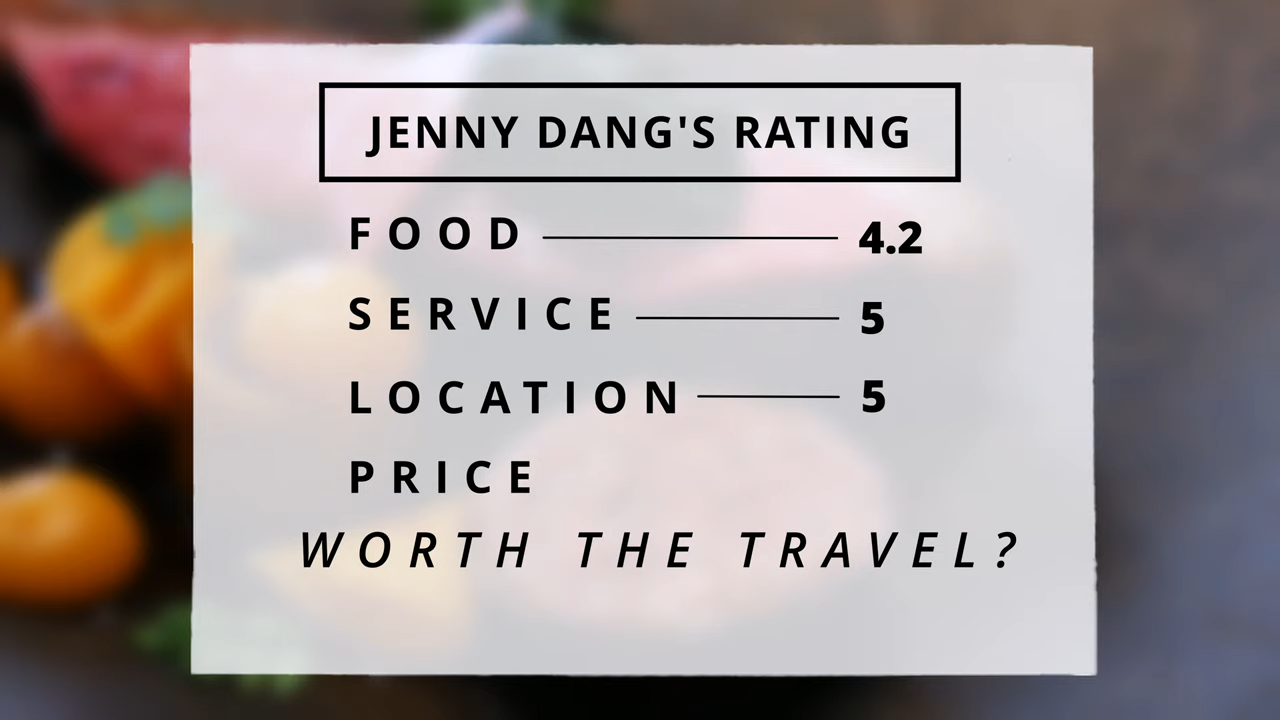 JENNY DANG'S RATING
FOOD 4.2
SERVICE 5
LOCATION 5
PRICE
WORTH THE TRAVEL?